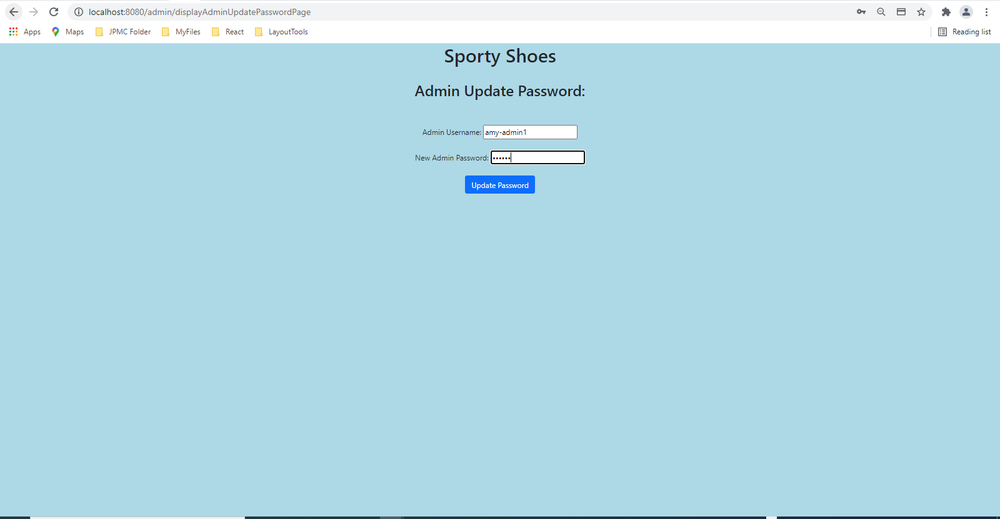 localhost:8080/admin/displayAdminUpdatePasswordPage
Apps Maps JPMC Folder MyFiles React LayoutTools Reading list
Sporty Shoes
Admin Update Password:
Admin Username: amy-admin1
New Admin Password: ••••••
Update Password